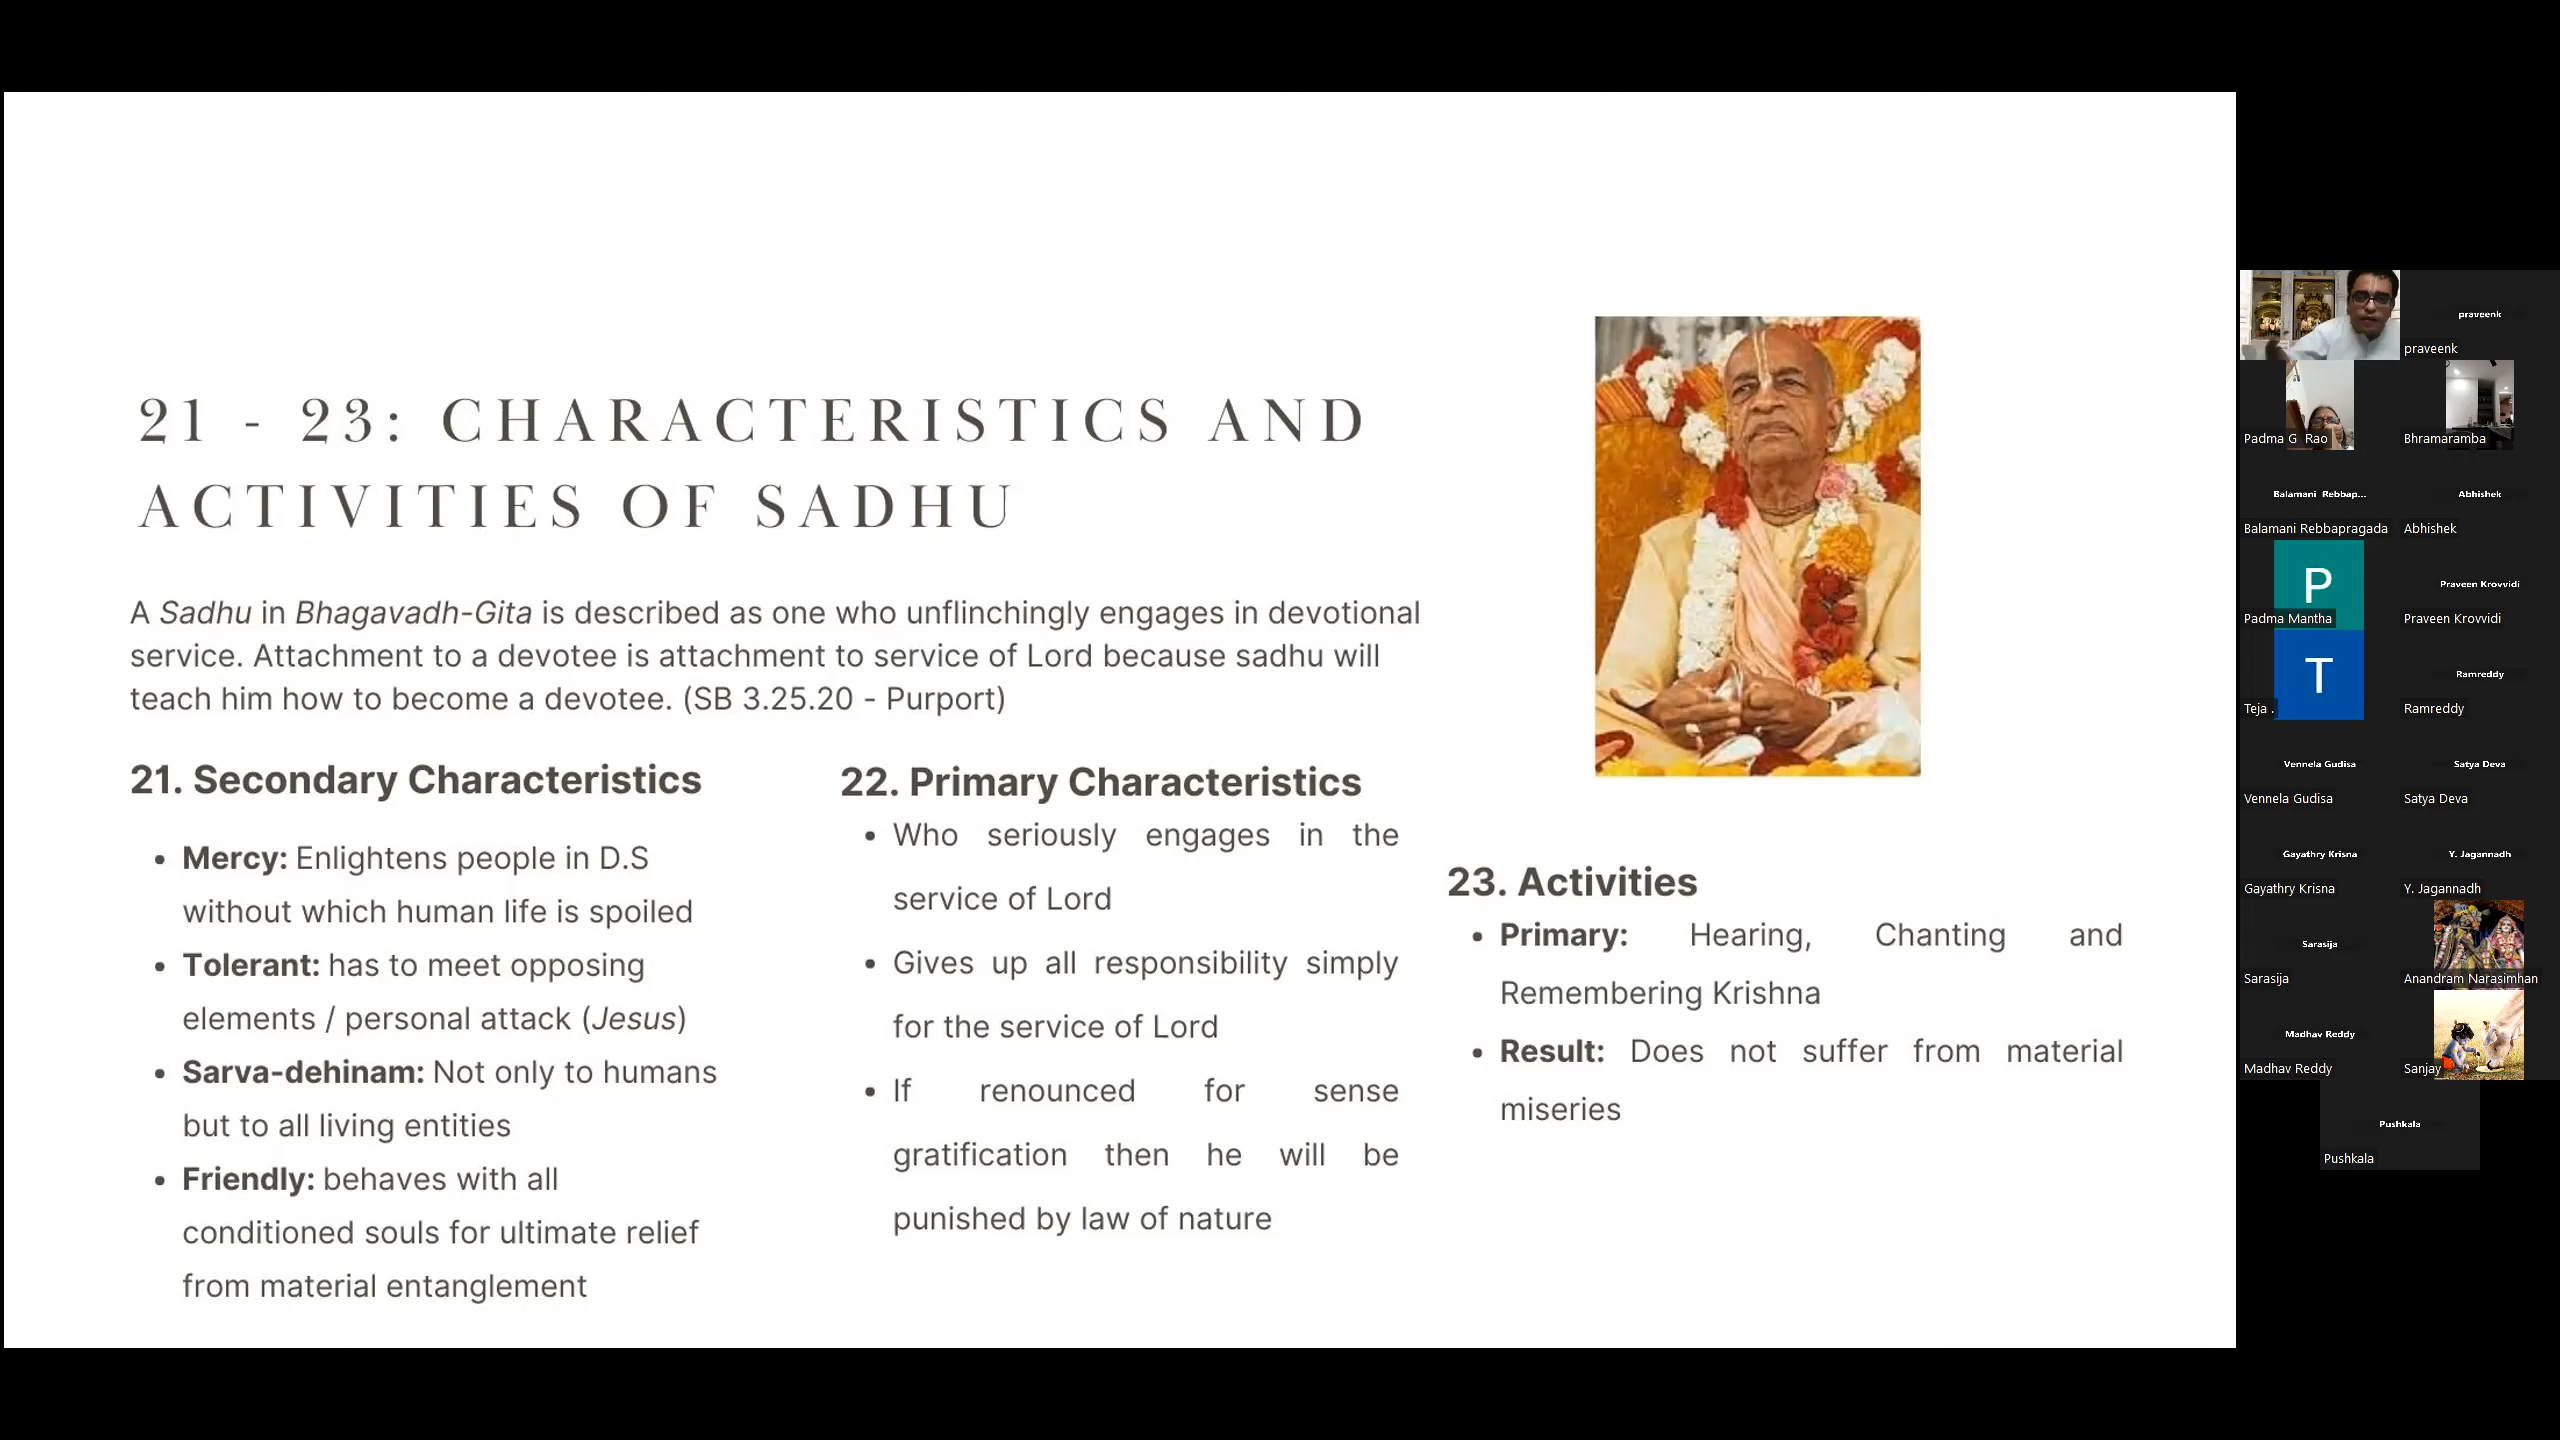 21 - 23: CHARACTERISTICS AND
ACTIVITIES OF SADHU
A Sadhu in Bhagavadh-Gita is described as one who unflinchingly engages in devotional
service. Attachment to a devotee is attachment to service of Lord because sadhu will
teach him how to become a devotee. (SB 3.25.20 - Purport)
21. Secondary Characteristics
• Mercy: Enlightens people in D.S
without which human life is spoiled
• Tolerant: has to meet opposing
elements / personal attack (Jesus)
• Sarva-dehinam: Not only to humans
but to all living entities
• Friendly: behaves with all
conditioned souls for ultimate relief
from material entanglement
22. Primary Characteristics
• Who seriously engages in the
service of Lord
• Gives up all responsibility simply
for the service of Lord
• If renounced for sense
gratification then he will be
punished by law of nature
23. Activities
• Primary: Hearing, Chanting and
Remembering Krishna
• Result: Does not suffer from material
miseries
praveenk
praveenk
Padma G Rao
Bhramaramba
Balamani Rebbap...
Balamani Rebbapragada
Abhishek
Abhishek
P
Padma Mantha
Praveen Krovvidi
Praveen Krovvidi
T
Teja .
Ramreddy
Ramreddy
Vennela Gudisa
Vennela Gudisa
Satya Deva
Satya Deva
Gayathry Krisna
Gayathry Krisna
Y. Jagannadh
Y. Jagannadh
Sarasija
Sarasija
Anandram Narasimhan
Madhav Reddy
Madhav Reddy
Sanjay
Pushkala
Pushkala